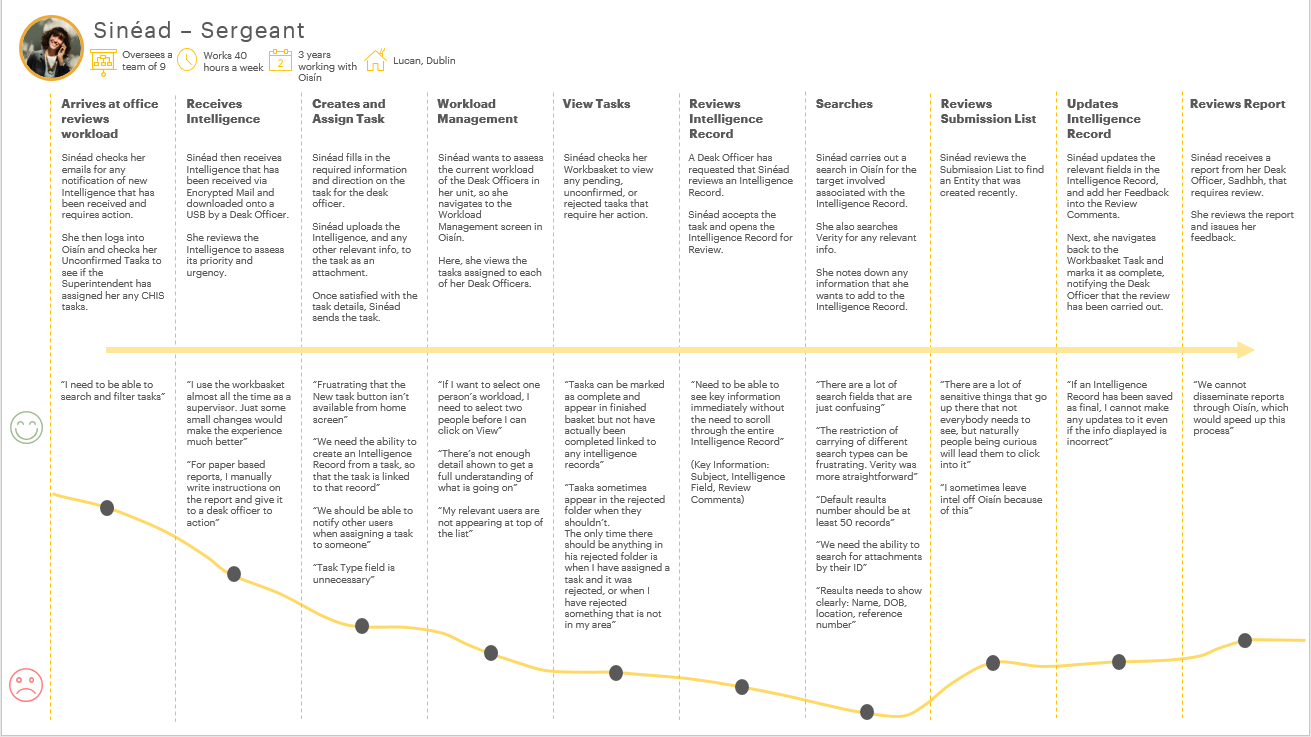 Sinéad – Sergeant
Oversees a
team of 9
Works 40
hours a week
2
3 years
working with
Oisín
Lucan, Dublin
Arrives at office
reviews
workload
Sinéad checks her
emails for any
notification of new
Intelligence that has
been received and
requires action.
She then logs into
Oisín and checks her
Unconfirmed Tasks to
see if the
Superintendent has
assigned her any CHIS
tasks.
Receives
Intelligence
Sinéad then receives
Intelligence that has
been received via
Encrypted Mail and
downloaded onto a
USB by a Desk Officer.
She reviews the
Intelligence to assess
its priority and
urgency.
Creates and
Assign Task
Sinéad fills in the
required information
and direction on the
task for the desk
officer.
Sinéad uploads the
Intelligence, and any
other relevant info, to
the task as an
attachment.
Once satisfied with the
task details, Sinéad
sends the task.
Workload
Management
Sinéad wants to assess
the current workload
of the Desk Officers in
her unit, so she
navigates to the
Workload
Management screen in
Oisín.
Here, she views the
tasks assigned to each
of her Desk Officers.
View Tasks
Sinéad checks her
Workbasket to view
any pending,
unconfirmed, or
rejected tasks that
require her action.
Reviews
Intelligence
Record
A Desk Officer has
requested that Sinéad
reviews an Intelligence
Record.
Sinéad accepts the
task and opens the
Intelligence Record for
Review.
Searches
Sinéad carries out a
search in Oisín for the
target involved
associated with the
Intelligence Record.
She also searches
Verity for any relevant
info.
She notes down any
information that she
wants to add to the
Intelligence Record.
Reviews
Submission List
Sinéad reviews the
Submission List to find
an Entity that was
created recently.
Updates
Intelligence
Record
Sinéad updates the
relevant fields in the
Intelligence Record,
and add her Feedback
into the Review
Comments.
Next, she navigates
back to the
Workbasket Task and
marks it as complete,
notifying the Desk
Officer that the review
has been carried out.
Reviews Report
Sinéad receives a
report from her Desk
Officer, Sadhbh, that
requires review.
She reviews the report
and issues her
feedback.
“I need to be able to
search and filter tasks”
“I use the workbasket
almost all the time as a
supervisor. Just some
small changes would
make the experience
much better”
“For paper based
reports, I manually
write instructions on
the report and give it
to a desk officer to
action”
“Frustrating that the
New task button isn’t
available from home
screen”
“We need the ability to
create an Intelligence
Record from a task, so
that the task is linked
to that record”
“We should be able to
notify other users
when assigning a task
to someone”
“Task Type field is
unnecessary”
“If I want to select one
person’s workload, I
need to select two
people before I can
click on View”
“There’s not enough
detail shown to get a
full understanding of
what is going on”
“My relevant users are
not appearing at top of
the list”
“Tasks can be marked
as complete and
appear in finished
basket but not have
actually been
completed linked to
any intelligence
records”
“Tasks sometimes
appear in the rejected
folder when they
shouldn’t.
The only time there
should be anything in
his rejected folder is
when I have assigned a
task and it was
rejected, or when I
have rejected
something that is not
in my area”
“Need to be able to
see key information
immediately without
the need to scroll
through the entire
Intelligence Record”
(Key Information:
Subject, Intelligence
Field, Review
Comments)
“There are a lot of
search fields that are
just confusing”
“The restriction of
carrying of different
search types can be
frustrating. Verity was
more straightforward”
“Default results
number should be at
least 50 records”
“We need the ability to
search for attachments
by their ID”
“Results needs to show
clearly: Name, DOB,
location, reference
number”
“There are a lot of
sensitive things that go
up there that not
everybody needs to
see, but naturally
people being curious
will lead them to click
into it”
“I sometimes leave
intel off Oisín because
of this”
“If an Intelligence
Record has been saved
as final, I cannot make
any updates to it even
if the info displayed is
incorrect”
“We cannot
disseminate reports
through Oisín, which
would speed up this
process”